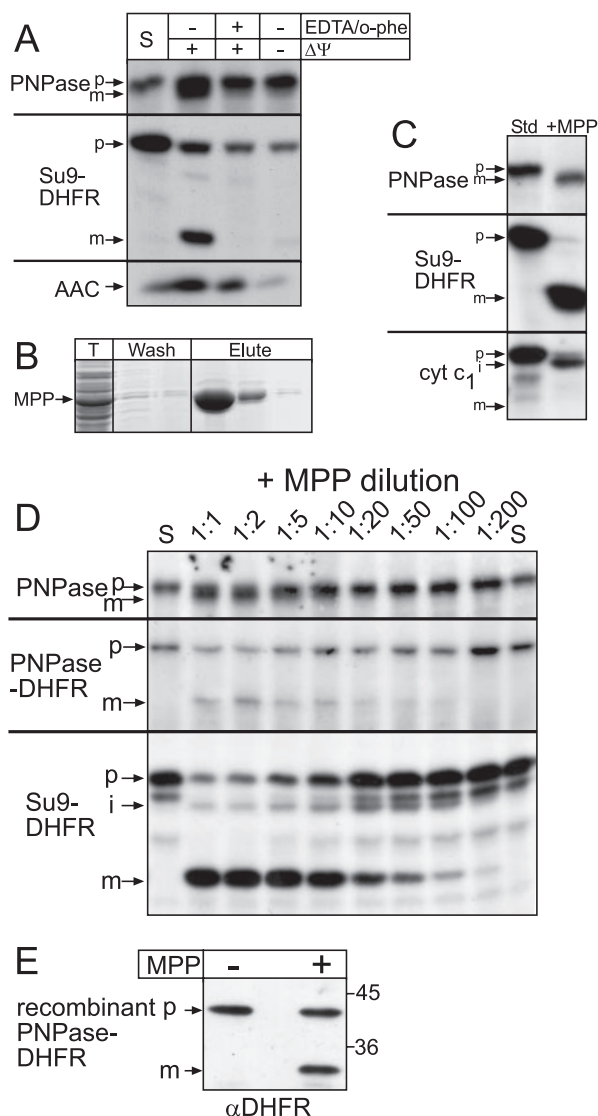 A
S
- + - EDTA/o-phe
+ + - ΔΨ
PNPase p
m
p
Su9-
DHFR
m
AAC
B
T Wash Elute
MPP
C
Std +MPP
PNPase p
m
p
Su9-
DHFR
m
p
cyt c1 i
m
D
+ MPP dilution
S 1:1 1:2 1:5 1:10 1:20 1:50 1:100 1:200 S
PNPase p
m
p
PNPase
-DHFR
m
p
Su9-
DHFR
i
m
E
MPP - +
recombinant p
PNPase-
DHFR
m
-45
-36
αDHFR